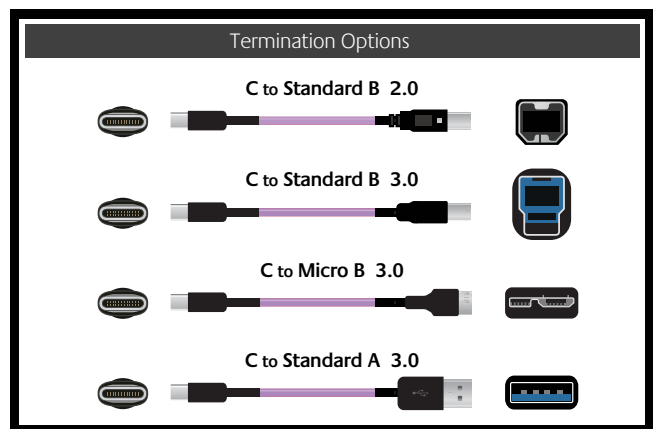 Termination Options
C to Standard B 2.0
C to Standard B 3.0
C to Micro B 3.0
C to Standard A 3.0